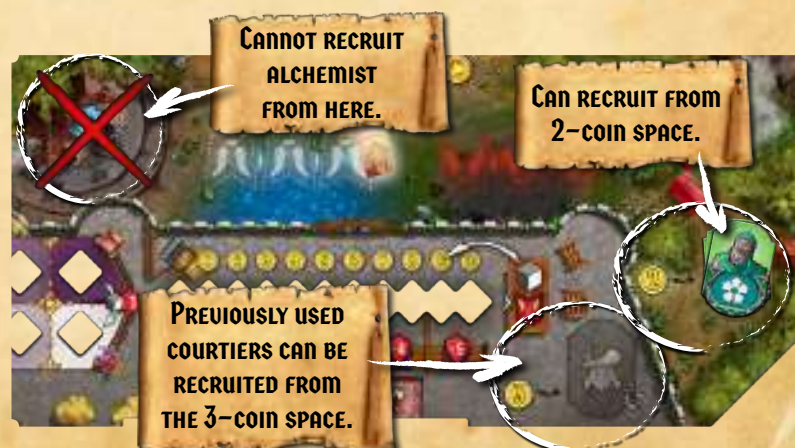 Cannot recruit
alchemist
from here.
Can recruit from
2-coin space.
Previously used
courtiers can be
recruited from
the 3-coin space.